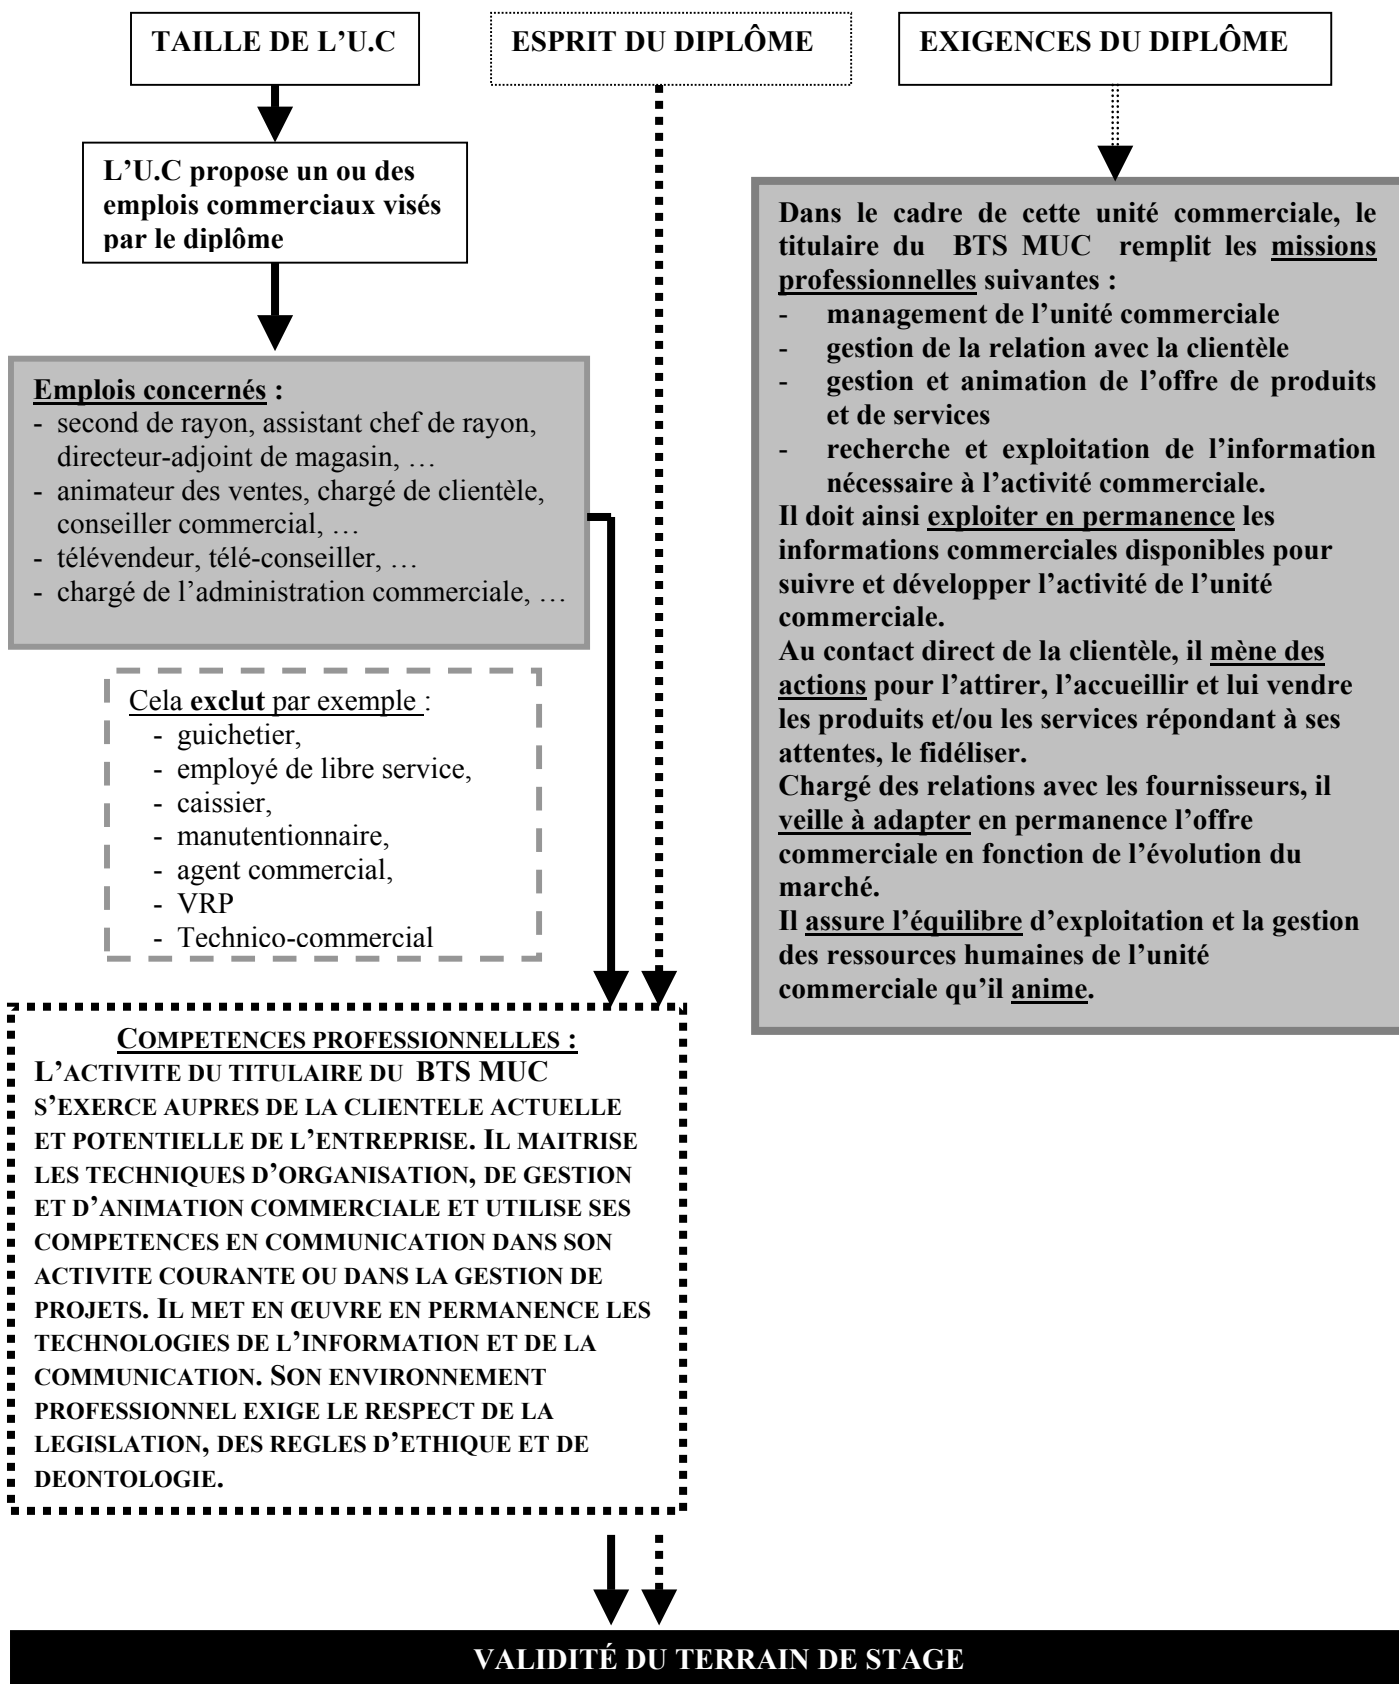 TAILLE DE L’U.C
ESPRIT DU DIPLÔME
EXIGENCES DU DIPLÔME
L’U.C propose un ou des
emplois commerciaux visés
par le diplôme
Emplois concernés :
- second de rayon, assistant chef de rayon,
directeur-adjoint de magasin, …
- animateur des ventes, chargé de clientèle,
conseiller commercial, …
- télévendeur, télé-conseiller, …
- chargé de l’administration commerciale, …
Cela exclut par exemple :
- guichetier,
- employé de libre service,
- caissier,
- manutentionnaire,
- agent commercial,
- VRP
- Technico-commercial
Dans le cadre de cette unité commerciale, le
titulaire du BTS MUC remplit les missions
professionnelles suivantes :
- management de l’unité commerciale
- gestion de la relation avec la clientèle
- gestion et animation de l’offre de produits
et de services
- recherche et exploitation de l’information
nécessaire à l’activité commerciale.
Il doit ainsi exploiter en permanence les
informations commerciales disponibles pour
suivre et développer l’activité de l’unité
commerciale.
Au contact direct de la clientèle, il mène des
actions pour l’attirer, l’accueillir et lui vendre
les produits et/ou les services répondant à ses
attentes, le fidéliser.
Chargé des relations avec les fournisseurs, il
veille à adapter en permanence l’offre
commerciale en fonction de l’évolution du
marché.
Il assure l’équilibre d’exploitation et la gestion
des ressources humaines de l’unité
commerciale qu’il anime.
COMPETENCES PROFESSIONNELLES :
L’ACTIVITE DU TITULAIRE DU BTS MUC
S’EXERCE AUPRES DE LA CLIENTELE ACTUELLE
ET POTENTIELLE DE L’ENTREPRISE. IL MAITRISE
LES TECHNIQUES D’ORGANISATION, DE GESTION
ET D’ANIMATION COMMERCIALE ET UTILISE SES
COMPETENCES EN COMMUNICATION DANS SON
ACTIVITE COURANTE OU DANS LA GESTION DE
PROJETS. IL MET EN ŒUVRE EN PERMANENCE LES
TECHNOLOGIES DE L’INFORMATION ET DE LA
COMMUNICATION. SON ENVIRONNEMENT
PROFESSIONNEL EXIGE LE RESPECT DE LA
LEGISLATION, DES REGLES D’ETHIQUE ET DE
DEONTOLOGIE.
VALIDITÉ DU TERRAIN DE STAGE